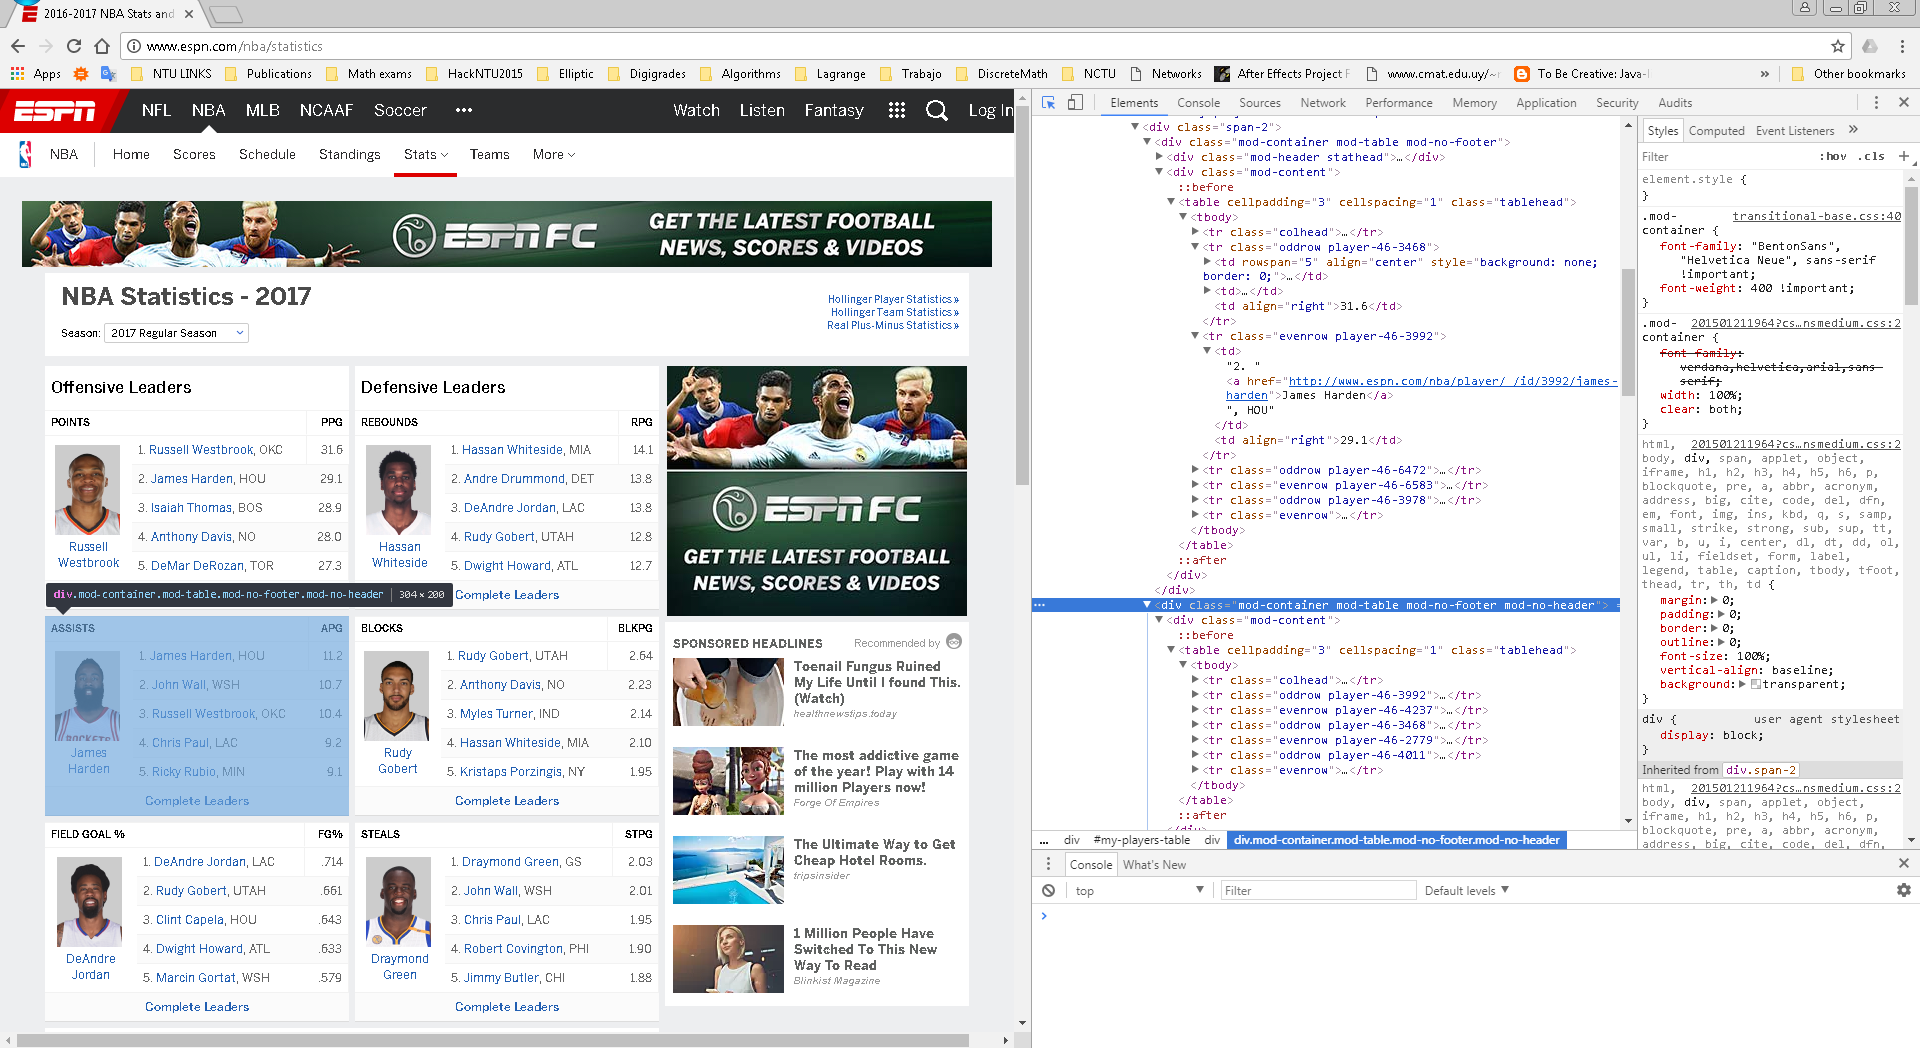 2016-2017 NBA Stats and
www.espn.com/nba/statistics
Apps NTU LINKS Publications Math exams HackNTU2015 Elliptic Digigrades Algorithms Lagrange Trabajo DiscreteMath NCTU Networks After Effects Project F www.cmat.edu.uy/~ To Be Creative: Java- » Other bookmarks
ESPN NFL NBA MLB NCAAF Soccer ••• Watch Listen Fantasy Log In
NBA Home Scores Schedule Standings Stats Teams More
ESPN FC GET THE LATEST FOOTBALL
NEWS, SCORES & VIDEOS
NBA Statistics - 2017
Hollinger Player Statistics »
Hollinger Team Statistics »
Real Plus-Minus Statistics »
Season: 2017 Regular Season
Offensive Leaders
POINTS PPG
1. Russell Westbrook, OKC 31.6
2. James Harden, HOU 29.1
3. Isaiah Thomas, BOS 28.9
4. Anthony Davis, NO 28.0
5. DeMar DeRozan, TOR 27.3
Russell
Westbrook
div.mod-container.mod-table.mod-no-footer.mod-no-header | 304 × 200
ASSISTS APG
1. James Harden, HOU 11.2
2. John Wall, WSH 10.7
3. Russell Westbrook, OKC 10.4
4. Chris Paul, LAC 9.2
5. Ricky Rubio, MIN 9.1
ROCKETS
James
Harden
Complete Leaders
FIELD GOAL % FG%
1. DeAndre Jordan, LAC .714
2. Rudy Gobert, UTAH .661
3. Clint Capela, HOU .643
4. Dwight Howard, ATL .633
5. Marcin Gortat, WSH .579
DeAndre
Jordan
Complete Leaders
Defensive Leaders
REBOUNDS RPG
1. Hassan Whiteside, MIA 14.1
2. Andre Drummond, DET 13.8
3. DeAndre Jordan, LAC 13.8
4. Rudy Gobert, UTAH 12.8
5. Dwight Howard, ATL 12.7
Hassan
Whiteside
Complete Leaders
BLOCKS BLKPG
1. Rudy Gobert, UTAH 2.64
2. Anthony Davis, NO 2.23
3. Myles Turner, IND 2.14
4. Hassan Whiteside, MIA 2.10
5. Kristaps Porzingis, NY 1.95
Rudy
Gobert
Complete Leaders
STEALS STPG
1. Draymond Green, GS 2.03
2. John Wall, WSH 2.01
3. Chris Paul, LAC 1.95
4. Robert Covington, PHI 1.90
5. Jimmy Butler, CHI 1.88
Draymond
Green
Complete Leaders
ESPN FC
GET THE LATEST FOOTBALL
NEWS, SCORES & VIDEOS
SPONSORED HEADLINES Recommended by
Toenail Fungus Ruined
My Life Until I found This.
(Watch)
healthnewstips.today
The most addictive game
of the year! Play with 14
million Players now!
Forge Of Empires
The Ultimate Way to Get
Cheap Hotel Rooms.
tripsinsider
1 Million People Have
Switched To This New
Way To Read
Blinkist Magazine
Elements Console Sources Network Performance Memory Application Security Audits
<div class="span-2">
<div class="mod-container mod-table mod-no-footer">
<div class="mod-header stathead">…</div>
<div class="mod-content">
::before
<table cellpadding="3" cellspacing="1" class="tablehead">
<tbody>
<tr class="colhead">…</tr>
<tr class="oddrow player-46-3468">
<td rowspan="5" align="center" style="background: none;
border: 0;">…</td>
<td>…</td>
<td align="right">31.6</td>
</tr>
<tr class="evenrow player-46-3992">
<td>
"2. "
<a href="http://www.espn.com/nba/player/_/id/3992/james-
harden">James Harden</a>
", HOU"
</td>
<td align="right">29.1</td>
</tr>
<tr class="oddrow player-46-6472">…</tr>
<tr class="evenrow player-46-6583">…</tr>
<tr class="oddrow player-46-3978">…</tr>
<tr class="evenrow">…</tr>
</tbody>
</table>
::after
</div>
</div>
<div class="mod-container mod-table mod-no-footer mod-no-header"> =
<div class="mod-content">
::before
<table cellpadding="3" cellspacing="1" class="tablehead">
<tbody>
<tr class="colhead">…</tr>
<tr class="oddrow player-46-3992">…</tr>
<tr class="evenrow player-46-4237">…</tr>
<tr class="oddrow player-46-3468">…</tr>
<tr class="evenrow player-46-2779">…</tr>
<tr class="oddrow player-46-4011">…</tr>
<tr class="evenrow">…</tr>
</tbody>
</table>
::after
</div>
... div #my-players-table div div.mod-container.mod-table.mod-no-footer.mod-no-header
Styles Computed Event Listeners »
Filter :hov .cls +
element.style {
}
.mod- transitional-base.css:40
container {
font-family: "BentonSans",
"Helvetica Neue", sans-serif
!important;
font-weight: 400 !important;
}
.mod- 201501211964?cs…nsmedium.css:2
container {
font-family:
verdana,helvetica,arial,sans-
serif;
width: 100%;
clear: both;
}
html, 201501211964?cs…nsmedium.css:2
body, div, span, applet, object,
iframe, h1, h2, h3, h4, h5, h6, p,
blockquote, pre, a, abbr, acronym,
address, big, cite, code, del, dfn,
em, font, img, ins, kbd, q, s, samp,
small, strike, strong, sub, sup, tt,
var, b, u, i, center, dl, dt, dd, ol,
ul, li, fieldset, form, label,
legend, table, caption, tbody, tfoot,
thead, tr, th, td {
margin: 0;
padding: 0;
border: 0;
outline: 0;
font-size: 100%;
vertical-align: baseline;
background: transparent;
}
div { user agent stylesheet
display: block;
}
Inherited from div.span-2
html, 201501211964?cs…nsmedium.css:2
body, div, span, applet, object,
iframe, h1, h2, h3, h4, h5, h6, p,
blockquote, pre, a, abbr, acronym,
address, big, cite, code, del, dfn,
Console What's New
top Filter Default levels